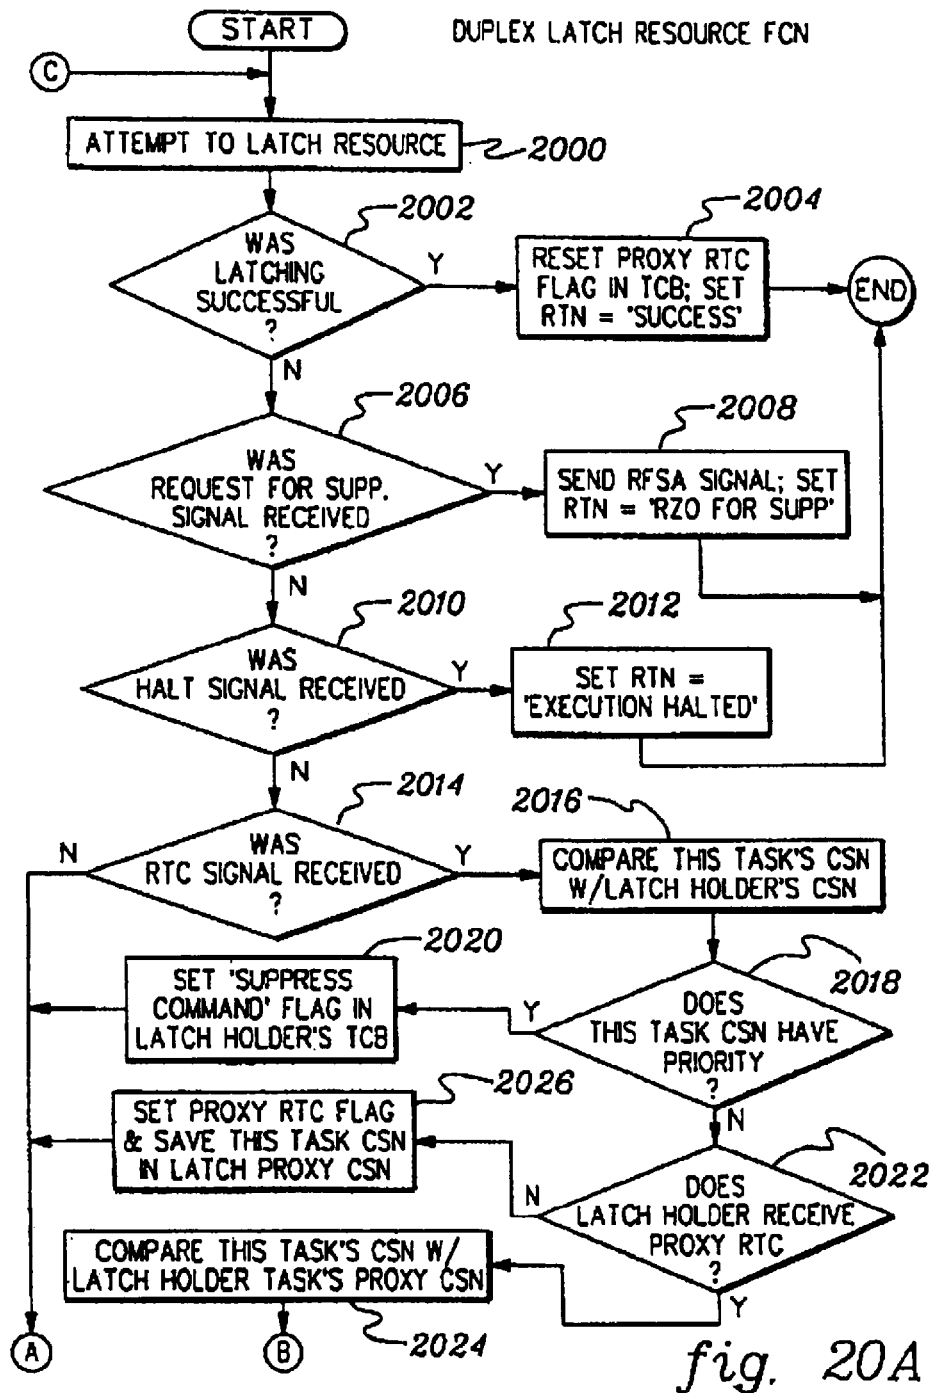 START
DUPLEX LATCH RESOURCE FCN
C
ATTEMPT TO LATCH RESOURCE
2000
2002
WAS
LATCHING
SUCCESSFUL
?
Y
N
2004
RESET PROXY RTC
FLAG IN TCB; SET
RTN = 'SUCCESS'
END
2006
WAS
REQUEST FOR SUPP.
SIGNAL RECEIVED
?
Y
N
2008
SEND RFSA SIGNAL; SET
RTN = 'RZO FOR SUPP'
2010
WAS
HALT SIGNAL RECEIVED
?
Y
N
2012
SET RTN =
'EXECUTION HALTED'
2014
WAS
RTC SIGNAL RECEIVED
?
N
Y
2016
COMPARE THIS TASK'S CSN
W/LATCH HOLDER'S CSN
2018
DOES
THIS TASK CSN HAVE
PRIORITY
?
Y
N
2020
SET 'SUPPRESS
COMMAND' FLAG IN
LATCH HOLDER'S TCB
2022
DOES
LATCH HOLDER RECEIVE
PROXY RTC
?
N
Y
2026
SET PROXY RTC FLAG
& SAVE THIS TASK CSN
IN LATCH PROXY CSN
COMPARE THIS TASK'S CSN W/
LATCH HOLDER TASK'S PROXY CSN
2024
A
B
fig. 20A